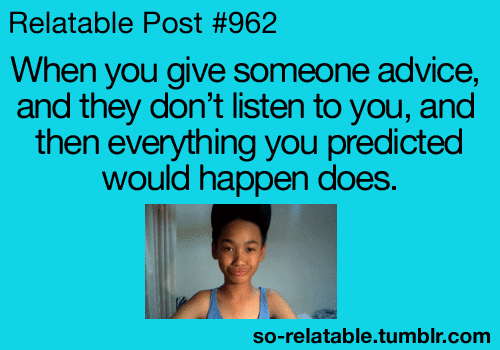 Relatable Post #962
When you give someone advice,
and they don't listen to you, and
then everything you predicted
would happen does.
so-relatable.tumblr.com